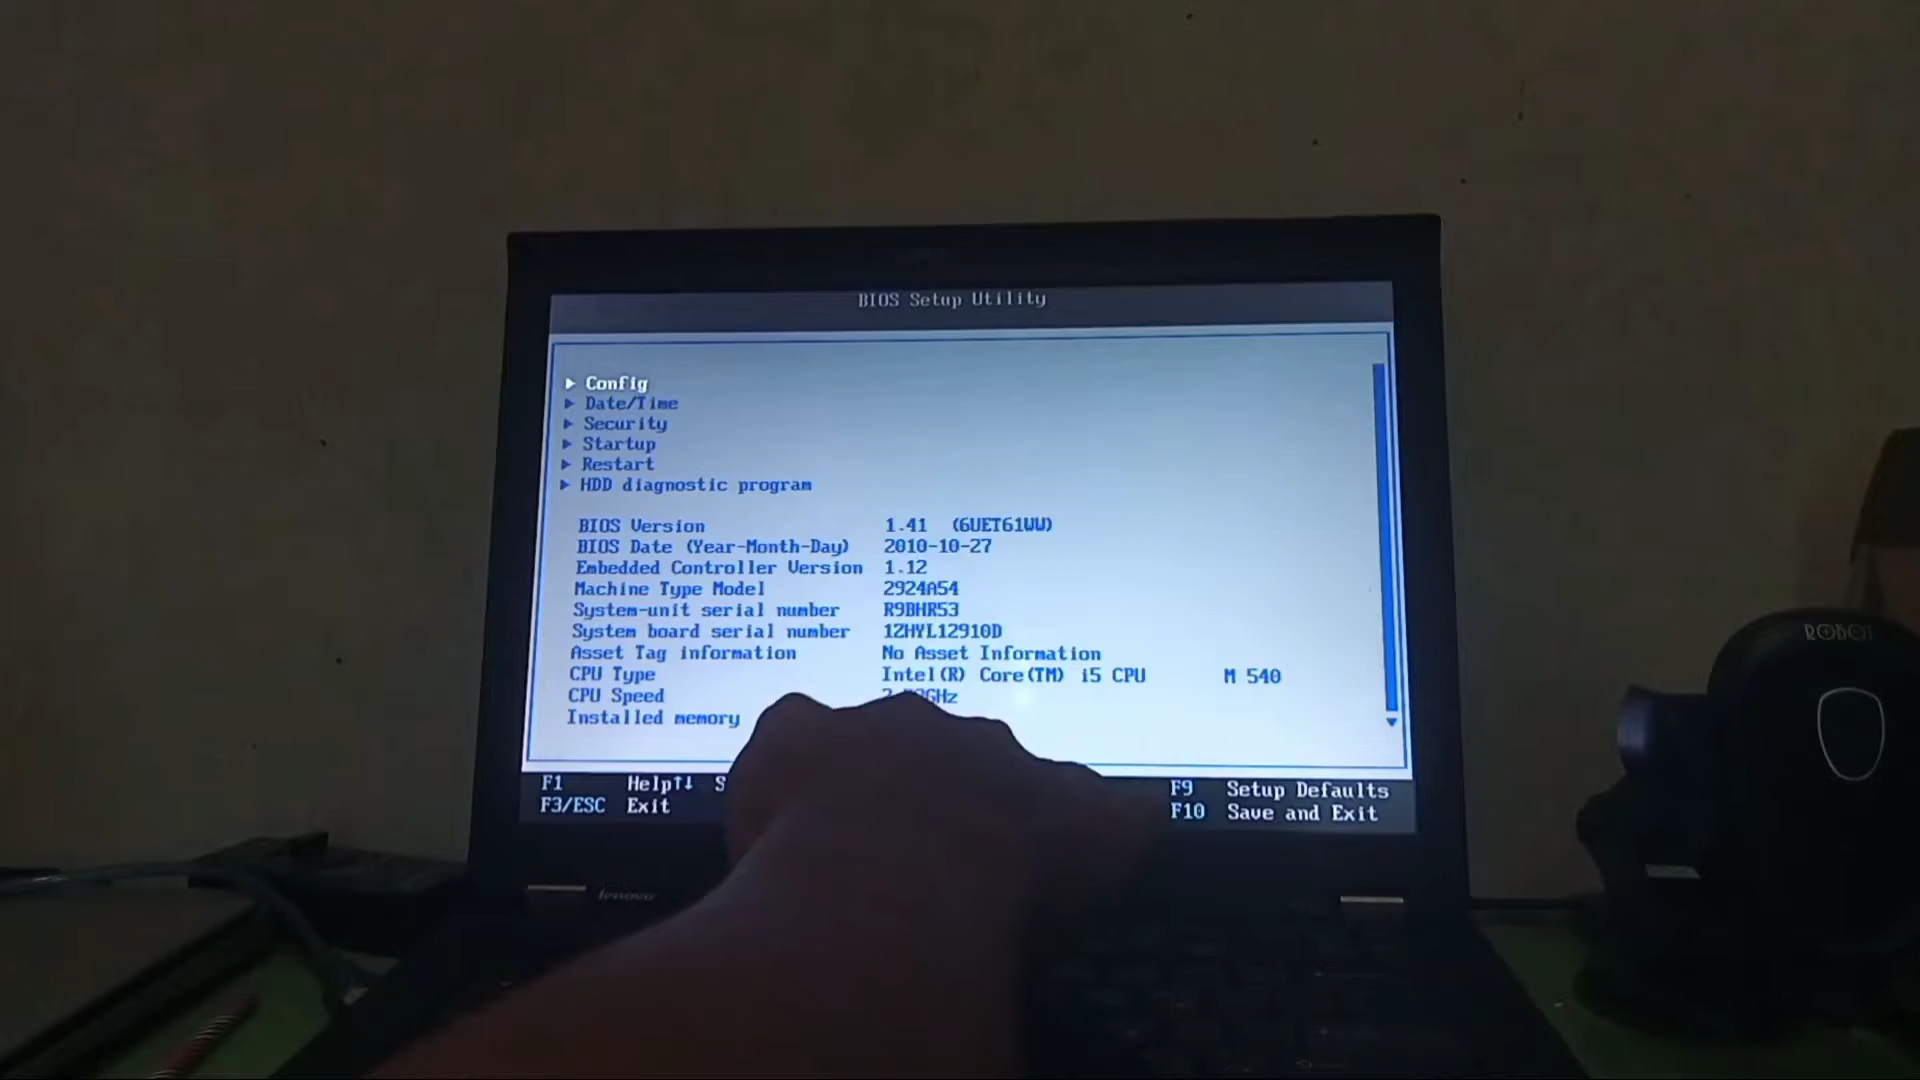 BIOS Setup Utility
Config
Date/Time
Security
Startup
Restart
HDD diagnostic program
BIOS Version 1.41 (6UET61WW)
BIOS Date (Year-Month-Day) 2010-10-27
Embedded Controller Version 1.12
Machine Type Model 2924A54
System-unit serial number R9BHR53
System board serial number 1ZHYL12910D
Asset Tag information No Asset Information
CPU Type Intel(R) Core(TM) i5 CPU M 540
CPU Speed
Installed memory
F1 Help↑↓ F9 Setup Defaults
F3/ESC Exit F10 Save and Exit
lenovo
ROBOT